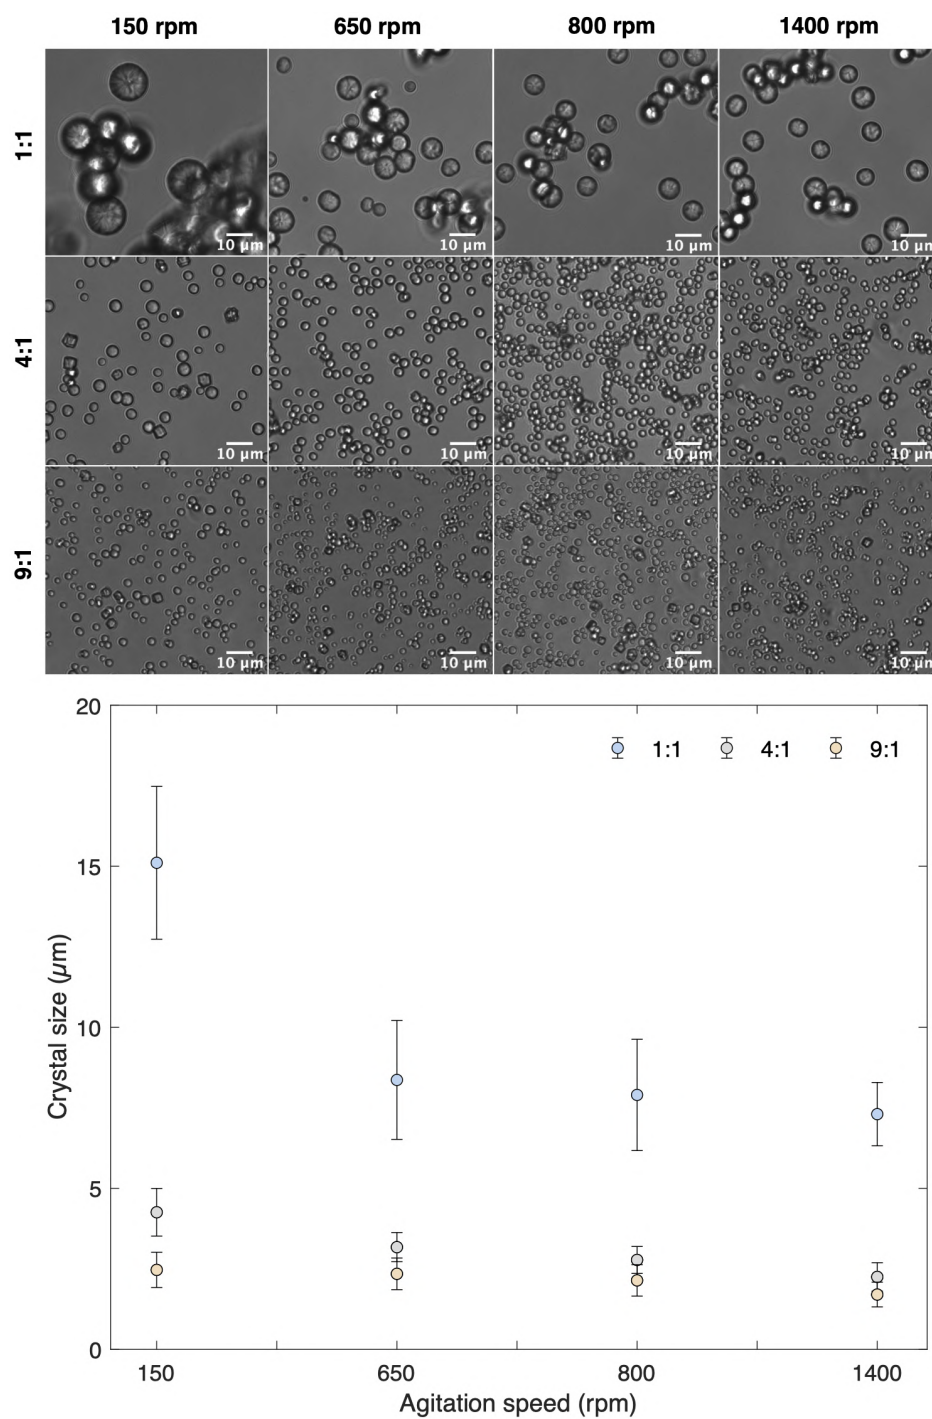 150 rpm 650 rpm 800 rpm 1400 rpm
1:1
10 µm 10 µm 10 µm 10 µm
4:1
10 µm 10 µm 10 µm 10 µm
9:1
10 µm 10 µm 10 µm 10 µm
20
1:1 4:1 9:1
15
Crystal size (µm)
10
5
0
150 650 800 1400
Agitation speed (rpm)